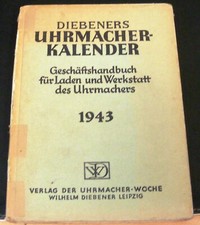 DIEBENERS
UHRMACHER-
KALENDER
Geschäftshandbuch
für Laden und Werkstatt
des Uhrmachers
1943
VERLAG DER UHRMACHER-WOCHE
WILHELM DIEBENER LEIPZIG